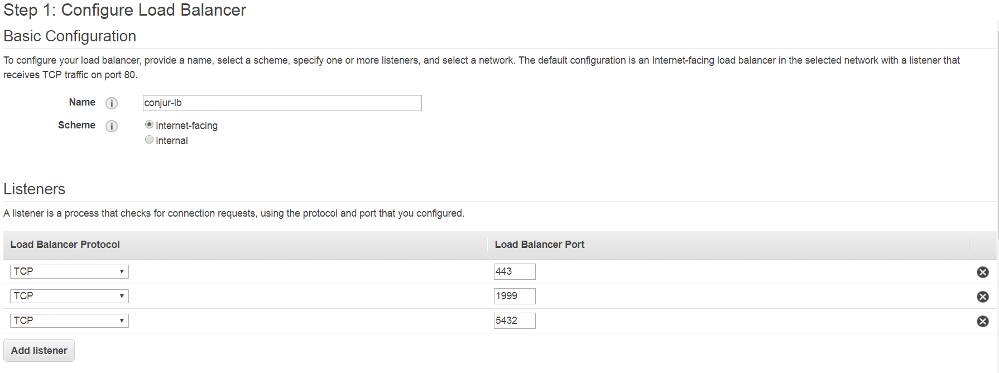 Step 1: Configure Load Balancer
Basic Configuration
To configure your load balancer, provide a name, select a scheme, specify one or more listeners, and select a network. The default configuration is an Internet-facing load balancer in the selected network with a listener that
receives TCP traffic on port 80.
Name i conjur-lb
Scheme i internet-facing
internal
Listeners
A listener is a process that checks for connection requests, using the protocol and port that you configured.
Load Balancer Protocol Load Balancer Port
TCP 443
TCP 1999
TCP 5432
Add listener